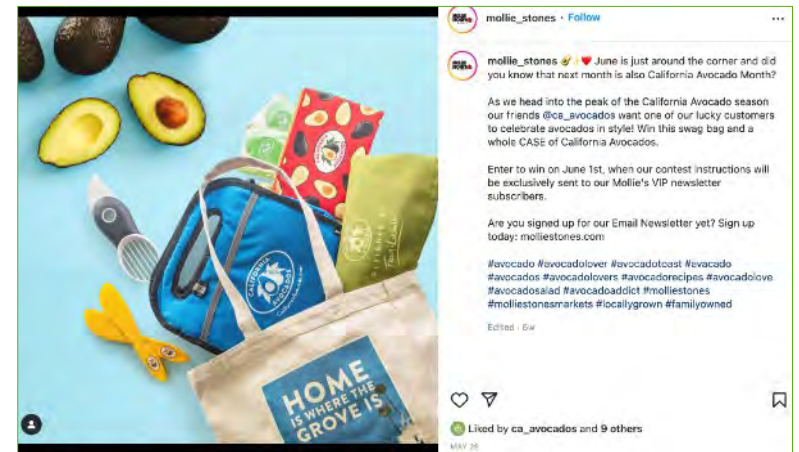 mollie_stones • Follow
mollie_stones 🥑✨❤️ June is just around the corner and did
you know that next month is also California Avocado Month?
As we head into the peak of the California Avocado season
our friends @ca_avocados want one of our lucky customers
to celebrate avocados in style! Win this swag bag and a
whole CASE of California Avocados.
Enter to win on June 1st, when our contest instructions will
be exclusively sent to our Mollie's VIP newsletter
subscribers.
Are you signed up for our Email Newsletter yet? Sign up
today: molliestones.com
#avocado #avocadolover #avocadotoast #evacado
#avocados #avocadolovers #avocadorecipes #avocadolove
#avocadosalad #avocadoaddict #molliestones
#molliestonesmarkets #locallygrown #familyowned
Edited · 6w
CALIFORNIA
AVOCADOS
HOME
IS WHERE THE
GROVE IS
Liked by ca_avocados and 9 others